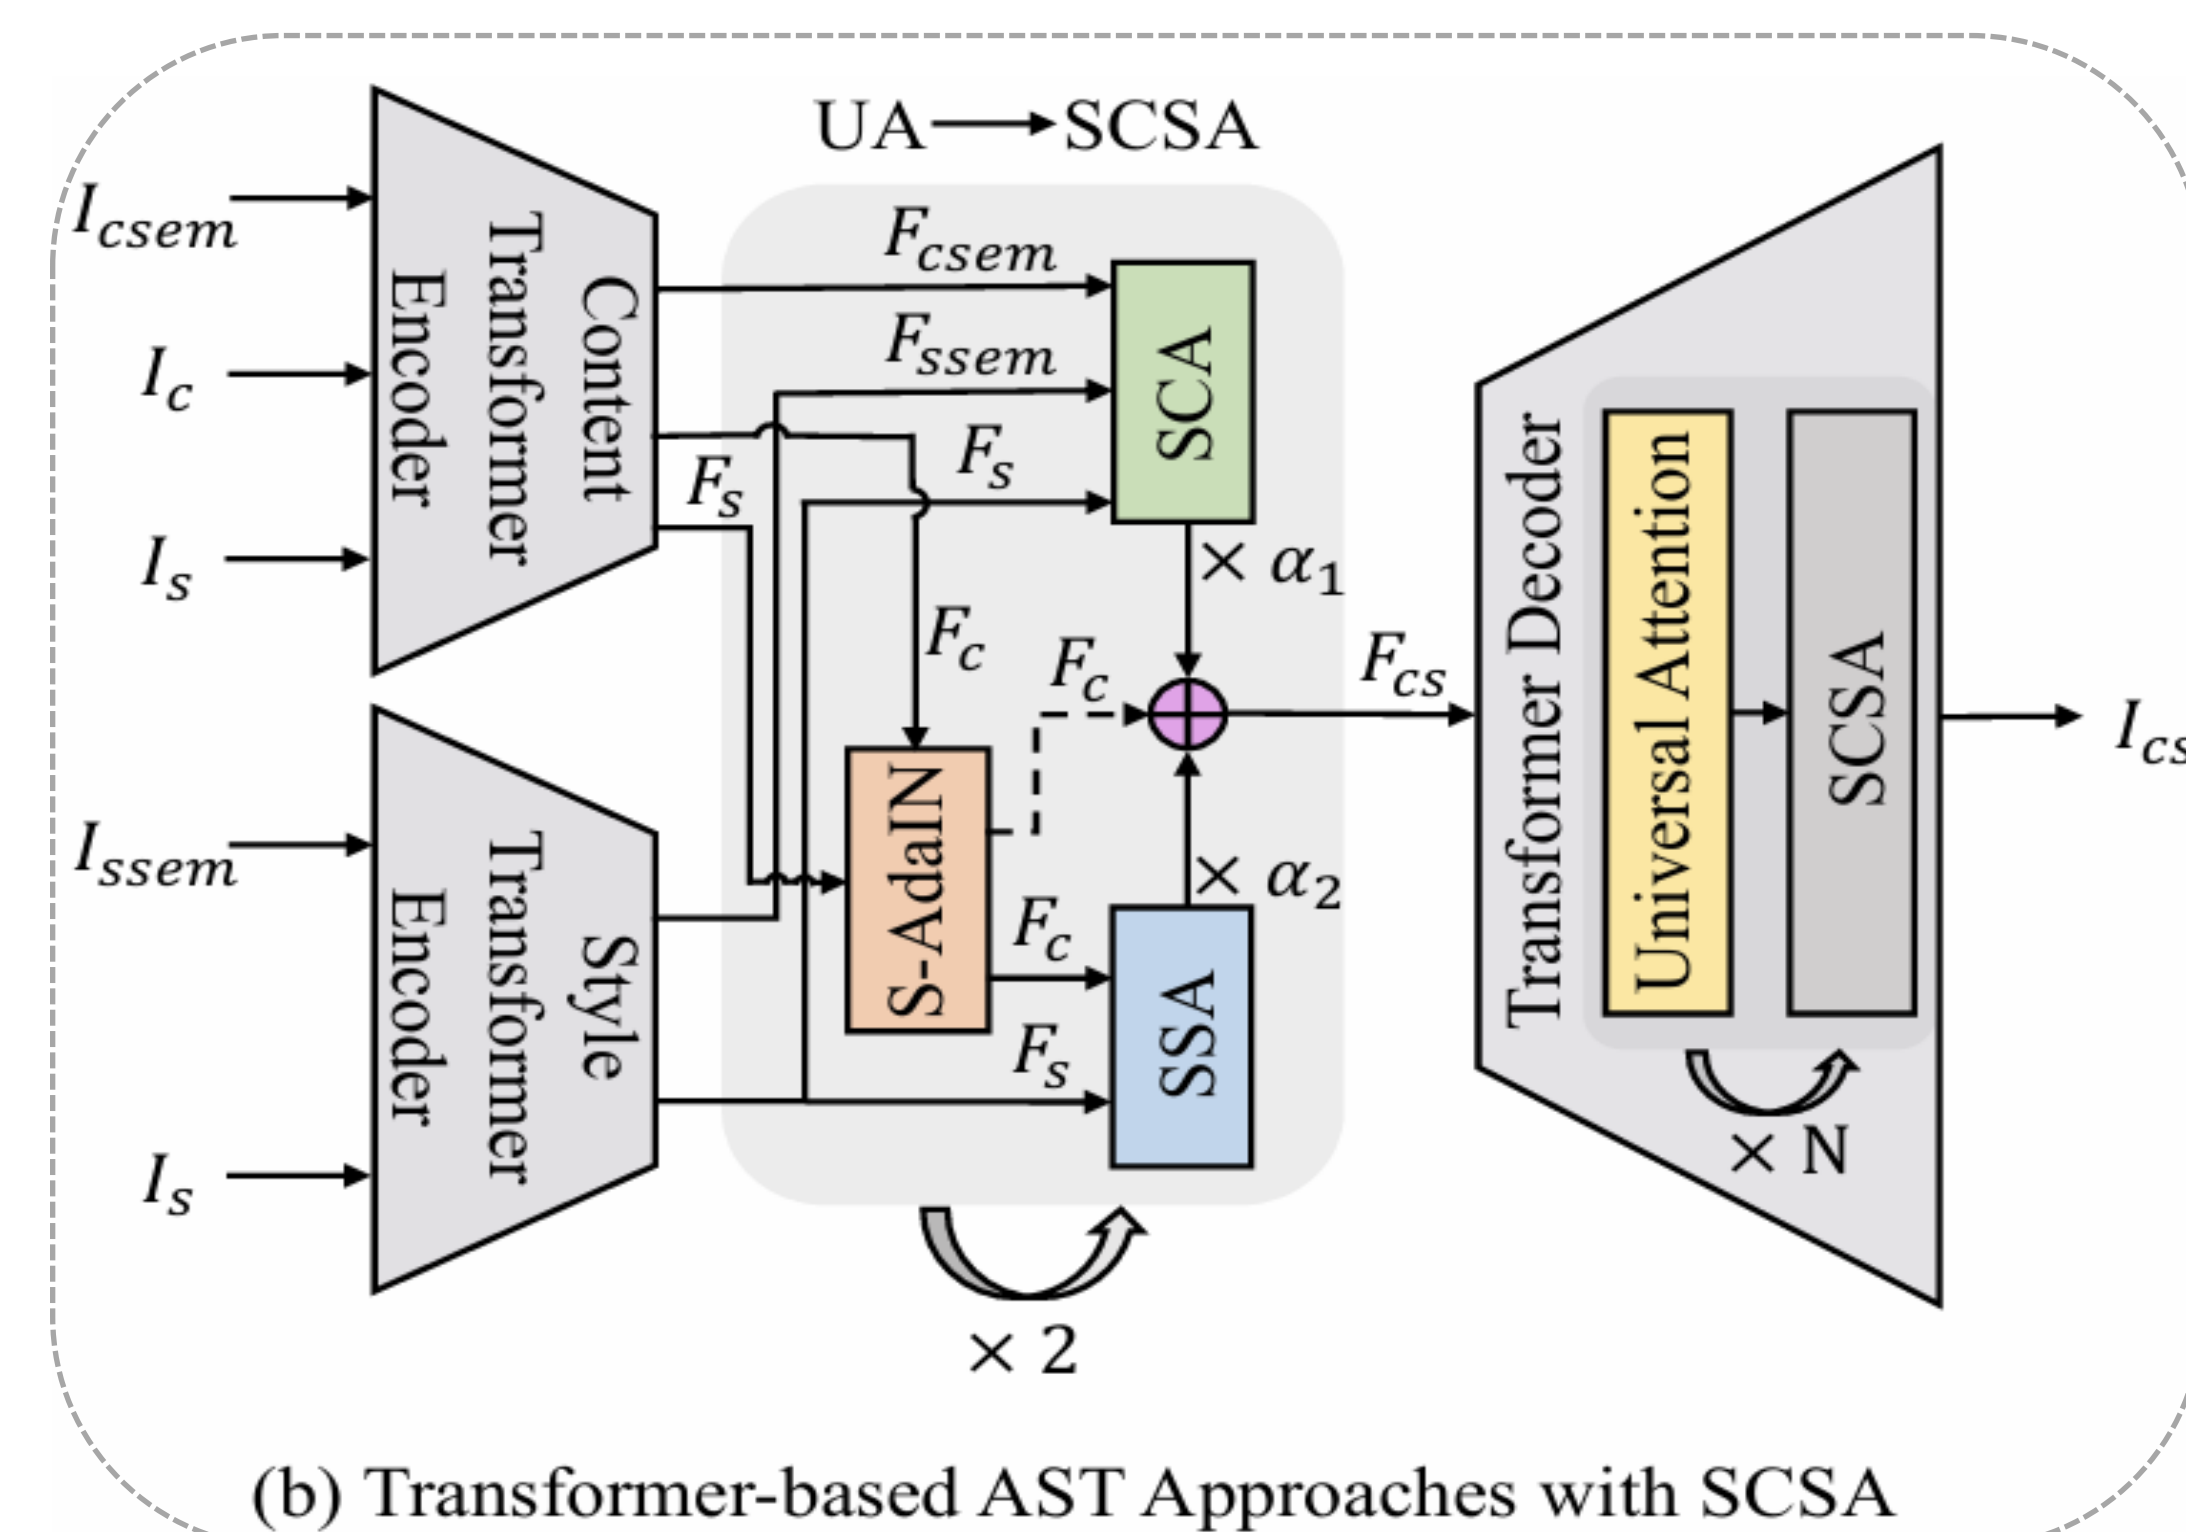 UA → SCSA
I_csem
I_c
I_s
Content
Transformer
Encoder
F_csem
F_ssem
F_s
F_s
SCA
× α_1
F_c
F_c
F_cs
I_ssem
I_s
Style
Transformer
Encoder
S-AdaIN
F_c
F_s
× α_2
SSA
× 2
Transformer Decoder
Universal Attention
SCSA
× N
I_cs
(b) Transformer-based AST Approaches with SCSA